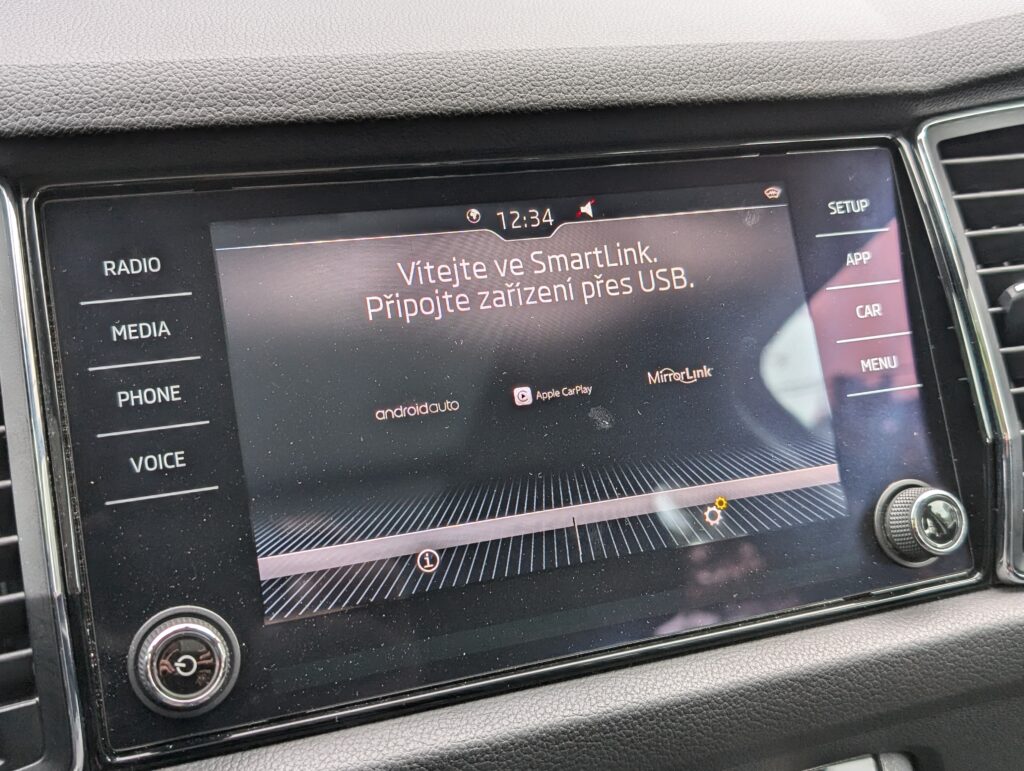 12:34
Vítejte ve SmartLink.
Připojte zařízení přes USB.
androidauto
Apple CarPlay
MirrorLink
RADIO
MEDIA
PHONE
VOICE
SETUP
APP
CAR
MENU